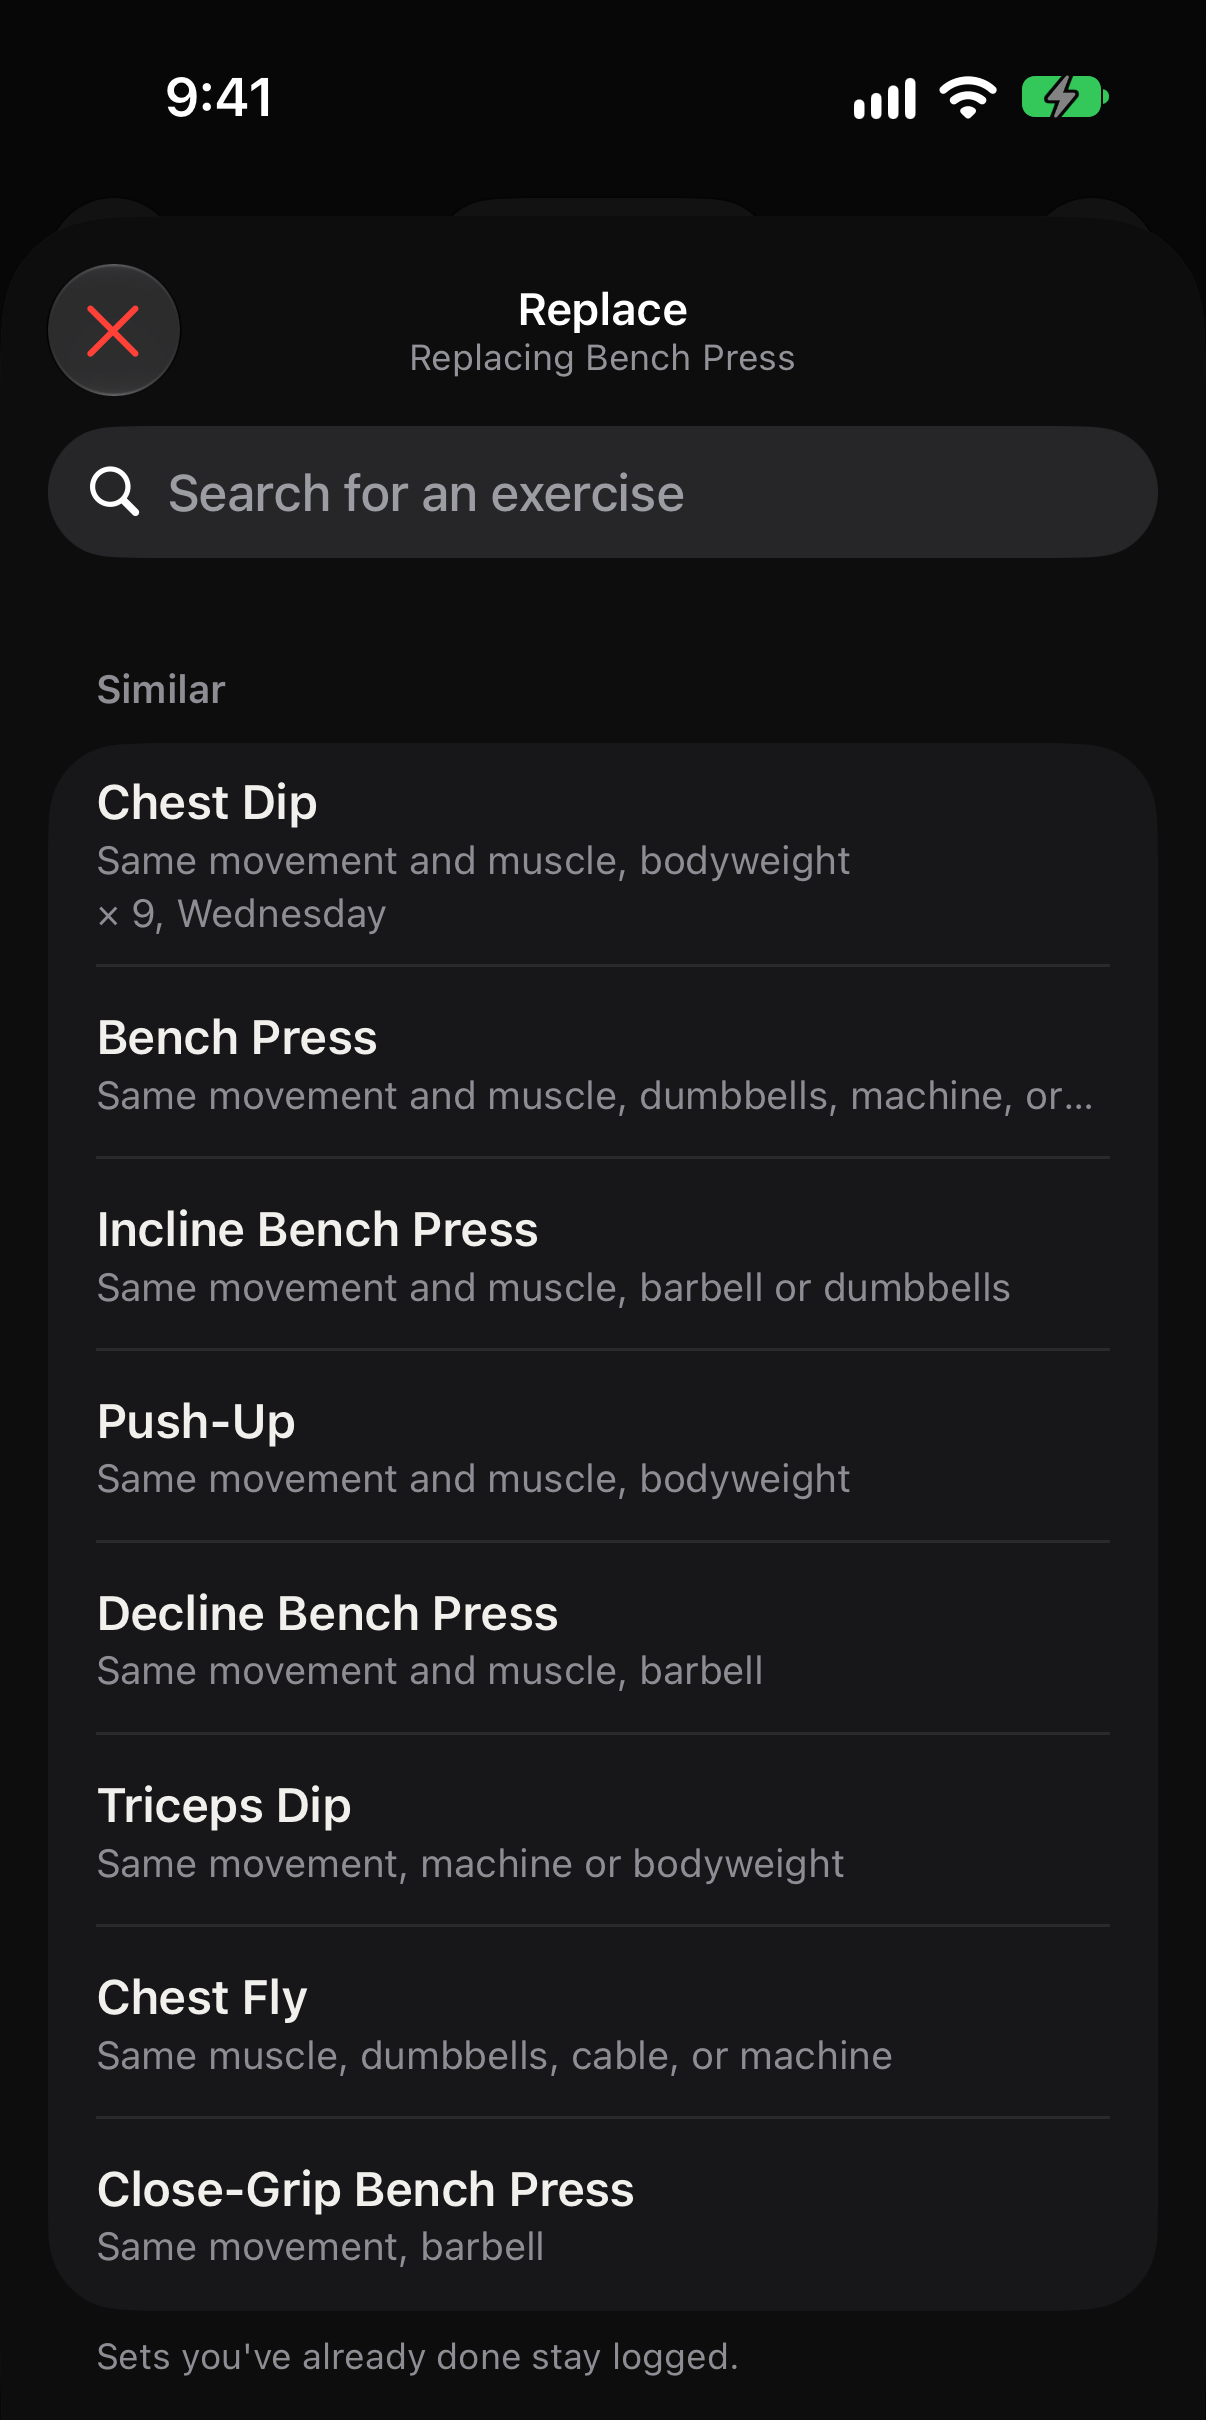 9:41
Replace
Replacing Bench Press
Search for an exercise
Similar
Chest Dip
Same movement and muscle, bodyweight
× 9, Wednesday
Bench Press
Same movement and muscle, dumbbells, machine, or...
Incline Bench Press
Same movement and muscle, barbell or dumbbells
Push-Up
Same movement and muscle, bodyweight
Decline Bench Press
Same movement and muscle, barbell
Triceps Dip
Same movement, machine or bodyweight
Chest Fly
Same muscle, dumbbells, cable, or machine
Close-Grip Bench Press
Same movement, barbell
Sets you've already done stay logged.